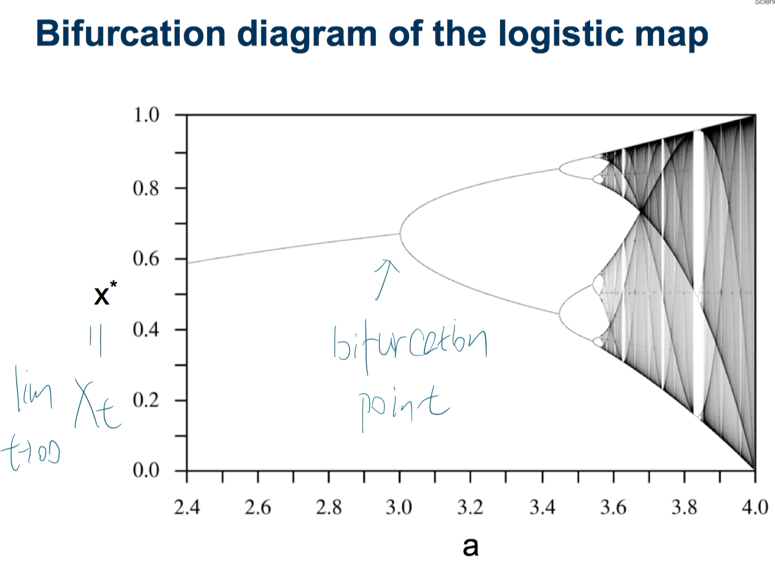 Scien
Bifurcation diagram of the logistic map
1.0
0.8
0.6
x*
0.4
bifurcation
point
lim Xt
t→∞
0.2
0.0
2.4 2.6 2.8 3.0 3.2 3.4 3.6 3.8 4.0
a